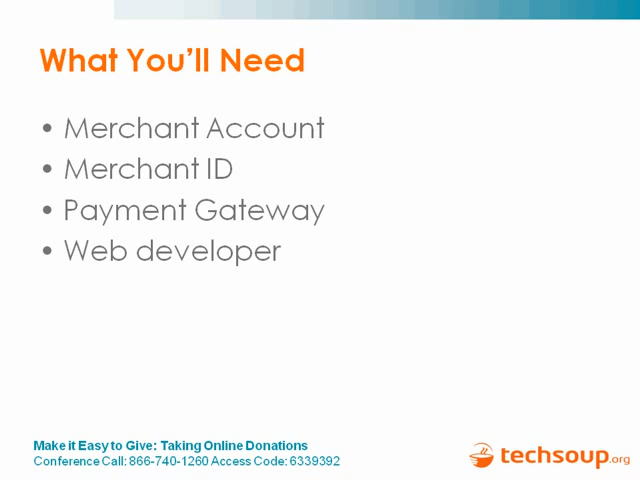 What You'll Need
• Merchant Account
• Merchant ID
• Payment Gateway
• Web developer
Make it Easy to Give: Taking Online Donations
Conference Call: 866-740-1260 Access Code: 6339392
techsoup.org